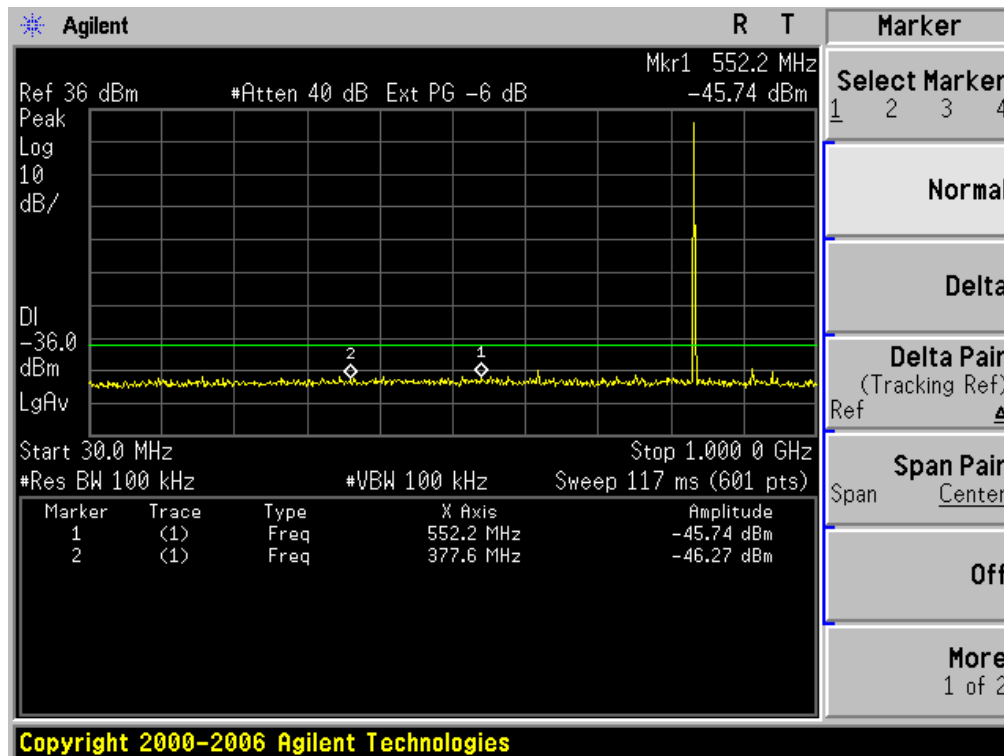 Agilent
R T
Marker
Mkr1 552.2 MHz
Ref 36 dBm #Atten 40 dB Ext PG -6 dB -45.74 dBm
Peak
Log
10
dB/
DI
-36.0
dBm
LgAv
2
1
Start 30.0 MHz Stop 1.000 0 GHz
#Res BW 100 kHz #VBW 100 kHz Sweep 117 ms (601 pts)
Marker Trace Type X Axis Amplitude
1 (1) Freq 552.2 MHz -45.74 dBm
2 (1) Freq 377.6 MHz -46.27 dBm
Select Marker
1 2 3 4
Normal
Delta
Delta Pair
(Tracking Ref)
Ref
Span Pair
Span Center
Off
More
1 of 2
Copyright 2000-2006 Agilent Technologies